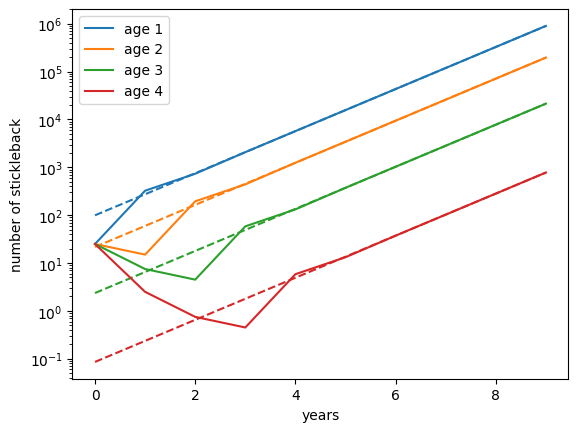 age 1
age 2
age 3
age 4
10^6
10^5
10^4
10^3
10^2
10^1
10^0
10^−1
number of stickleback
0 2 4 6 8
years